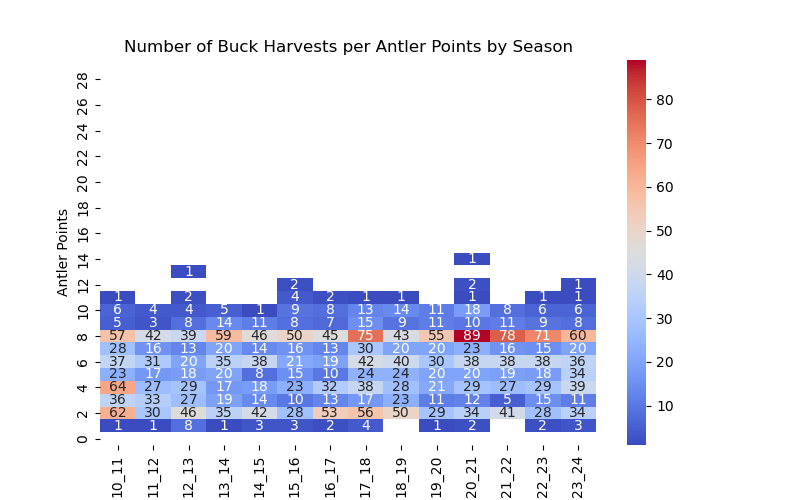 Number of Buck Harvests per Antler Points by Season
Antler Points
28
26
24
22
20
18
16
14 1
1
12 2 2 1
1 2 4 2 1 1 1 1 1
10 6 4 4 5 1 9 8 13 14 11 18 8 6 6
5 3 8 14 11 8 7 15 9 11 10 11 9 8
8 57 42 39 59 46 50 45 75 43 55 89 78 71 60
28 16 13 20 14 16 13 30 20 20 23 16 15 20
6 37 31 20 35 38 21 19 42 40 30 38 38 38 36
23 17 18 20 8 15 10 24 24 20 20 19 18 34
4 64 27 29 17 18 23 32 38 28 21 29 27 29 39
36 33 27 19 14 10 13 17 23 11 12 5 15 11
2 62 30 46 35 42 28 53 56 50 29 34 41 28 34
1 1 8 1 3 3 2 4 1 2 2 3
0
10_11 11_12 12_13 13_14 14_15 15_16 16_17 17_18 18_19 19_20 20_21 21_22 22_23 23_24
80
70
60
50
40
30
20
10